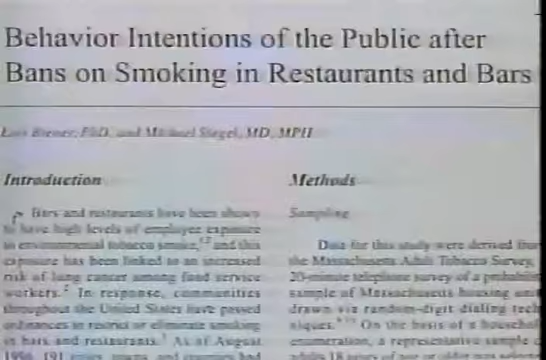 Behavior Intentions of the Public after
Bans on Smoking in Restaurants and Bars
Lois Biener, PhD, and Michael Siegel, MD, MPH
Introduction
Bars and restaurants have been shown
to have high levels of employee exposure
to environmental tobacco smoke, and this
exposure has been linked to an increased
risk of lung cancer among food service
workers. In response, communities
throughout the United States have passed
ordinances to restrict or eliminate smoking
in bars and restaurants. As of August
Methods
Sampling
Data for this study were derived from
the Massachusetts Adult Tobacco Survey,
20-minute telephone survey of a
sample of Massachusetts housing
drawn via random-digit dialing
On the basis of a household
enumeration, a representative sample